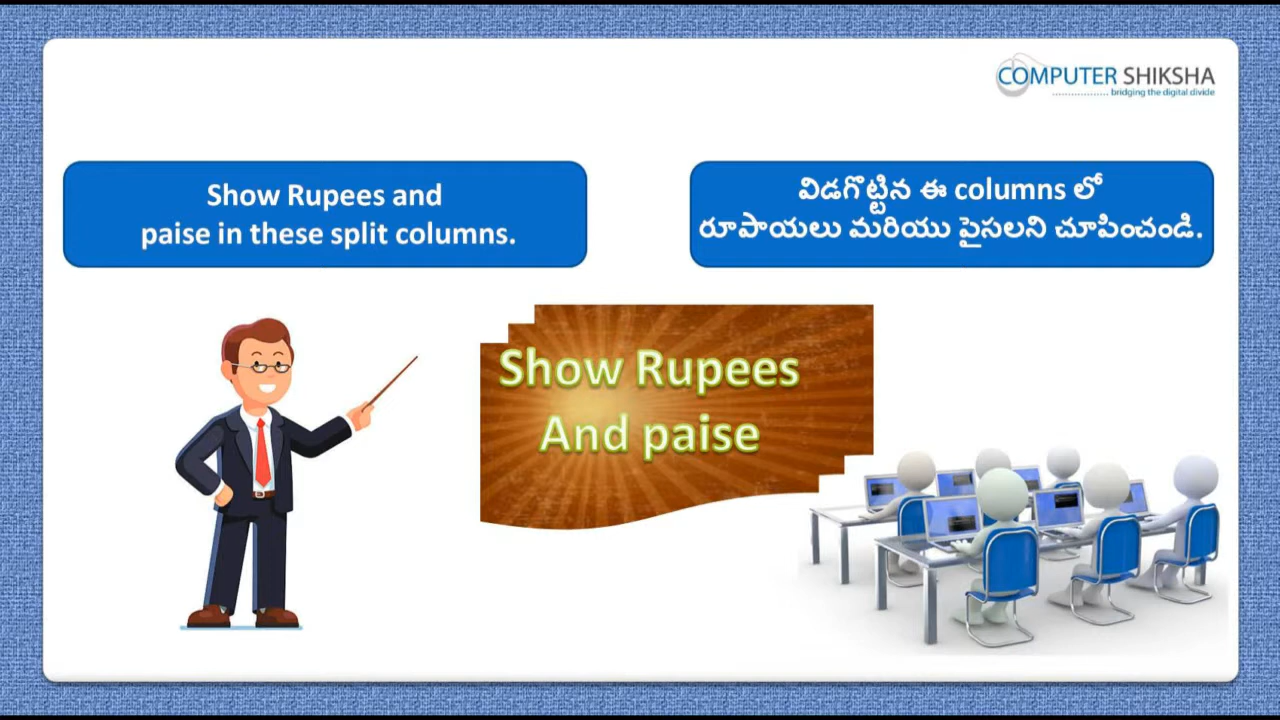 COMPUTER SHIKSHA
bridging the digital divide
Show Rupees and
paise in these split columns.
విడగొట్టిన ఈ columns లో
రూపాయలు మరియు పైసలని చూపించండి.
Show Rupees
And paise